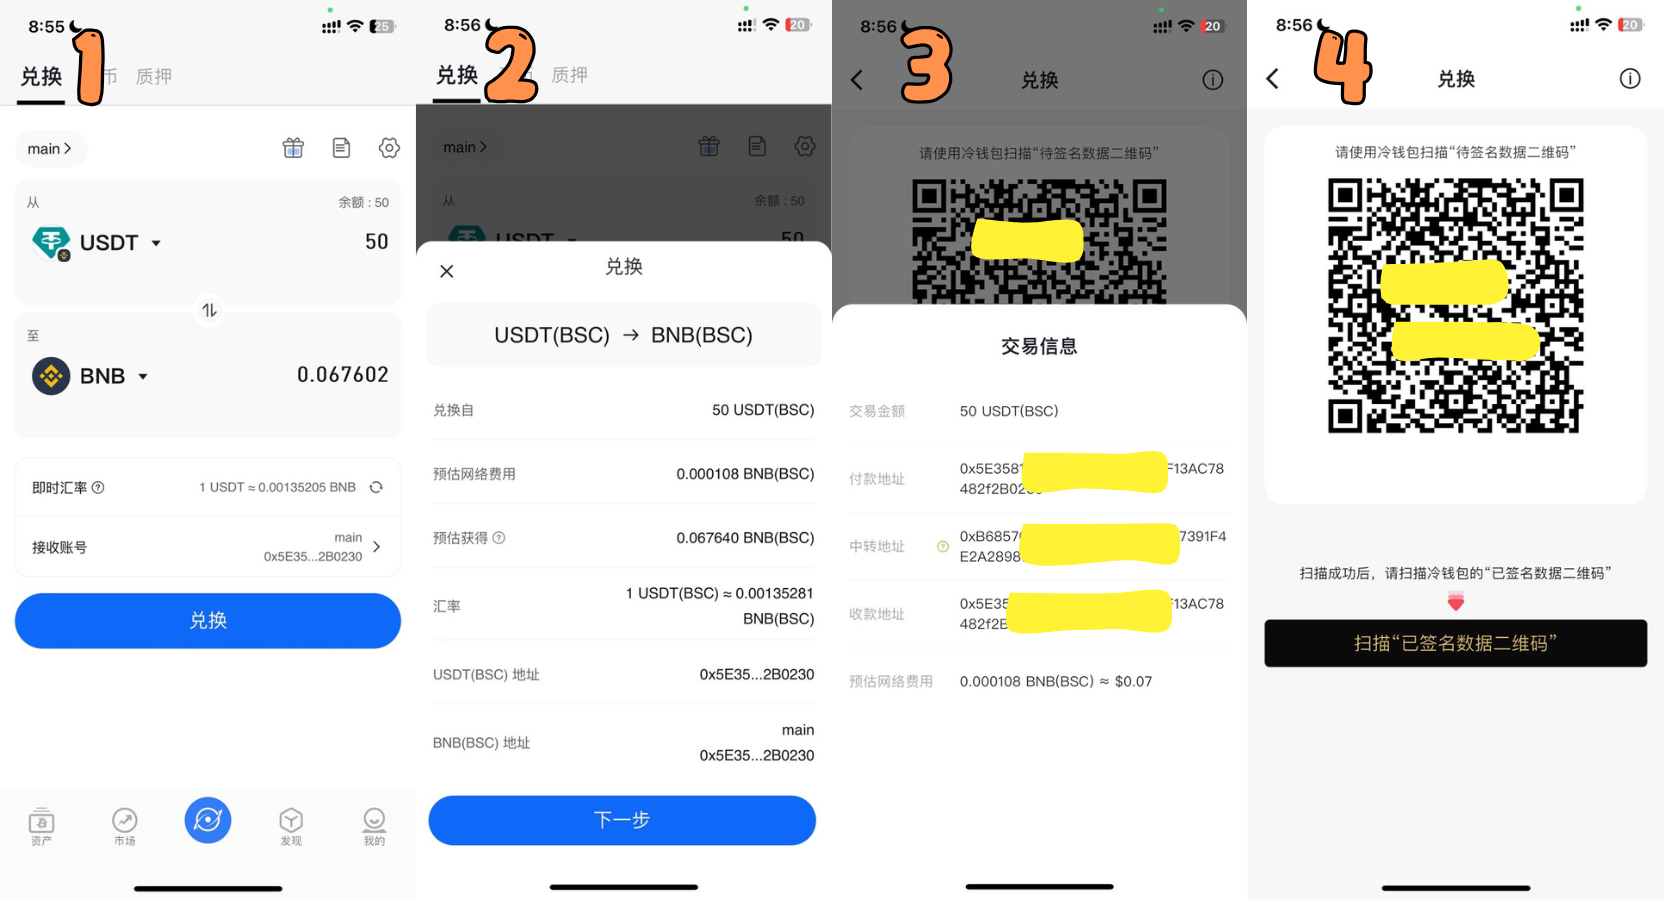 8:55
25
1
兑换
币
质押
main
从
余额 : 50
USDT
50
至
BNB
0.067602
即时汇率
1 USDT ≈ 0.00135205 BNB
接收账号
main
0x5E35...2B0230
兑换
资产
市场
发现
我的
8:56
20
2
兑换
质押
main
从
余额 : 50
USDT
50
兑换
USDT(BSC) → BNB(BSC)
兑换自
50 USDT(BSC)
预估网络费用
0.000108 BNB(BSC)
预估获得
0.067640 BNB(BSC)
汇率
1 USDT(BSC) ≈ 0.00135281
BNB(BSC)
USDT(BSC) 地址
0x5E35...2B0230
BNB(BSC) 地址
main
0x5E35...2B0230
下一步
8:56
20
3
兑换
请使用冷钱包扫描“待签名数据二维码”
交易信息
交易金额
50 USDT(BSC)
付款地址
0x5E358 F13AC78
482f2B02
中转地址
0xB6857 7391F4
E2A2898
收款地址
0x5E35 F13AC78
482f2B
预估网络费用
0.000108 BNB(BSC) ≈ $0.07
8:56
20
4
兑换
请使用冷钱包扫描“待签名数据二维码”
扫描成功后，请扫描冷钱包的“已签名数据二维码”
扫描“已签名数据二维码”